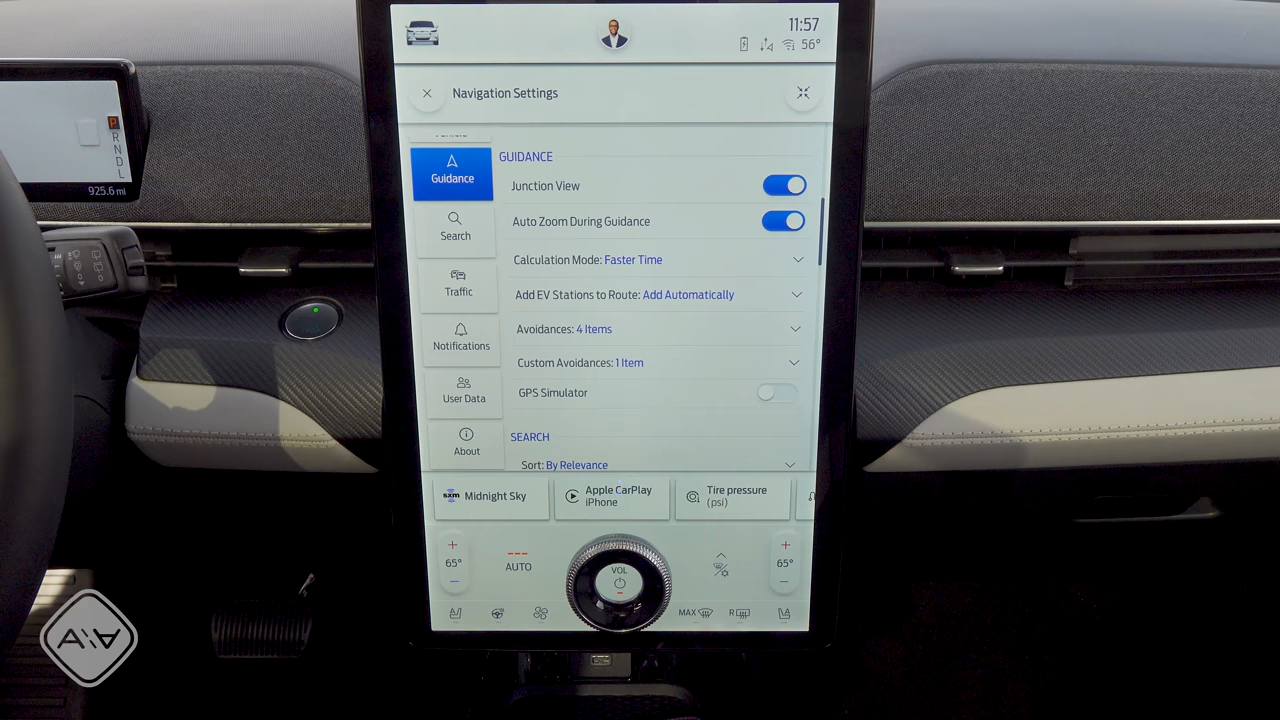 11:57
56°
Navigation Settings
P
R
N
D
L
925.6 mi
GUIDANCE
Guidance
Junction View
Search
Auto Zoom During Guidance
Calculation Mode: Faster Time
Traffic
Add EV Stations to Route: Add Automatically
Notifications
Avoidances: 4 Items
Custom Avoidances: 1 Item
User Data
GPS Simulator
About
SEARCH
Sort: By Relevance
sxm Midnight Sky
Apple CarPlay
iPhone
Tire pressure
(psi)
65°
AUTO
VOL
65°
MAX
R